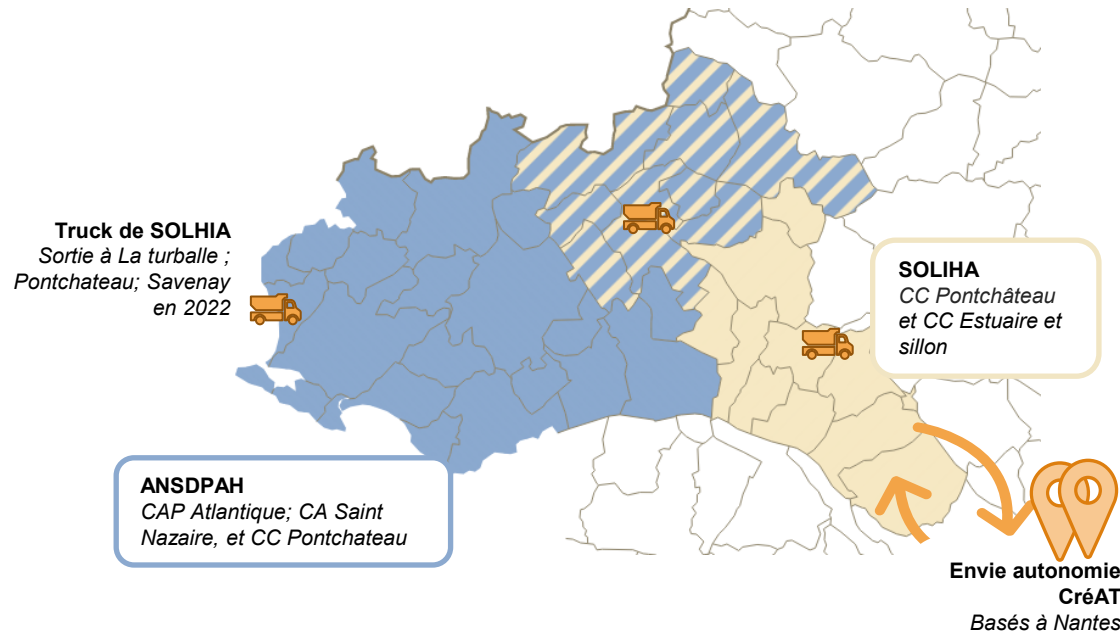 Truck de SOLHIA
Sortie à La turballe ;
Pontchateau; Savenay
en 2022
SOLIHA
CC Pontchâteau
et CC Estuaire et
sillon
ANSDPAH
CAP Atlantique; CA Saint
Nazaire, et CC Pontchateau
Envie autonomie
CréAT
Basés à Nantes